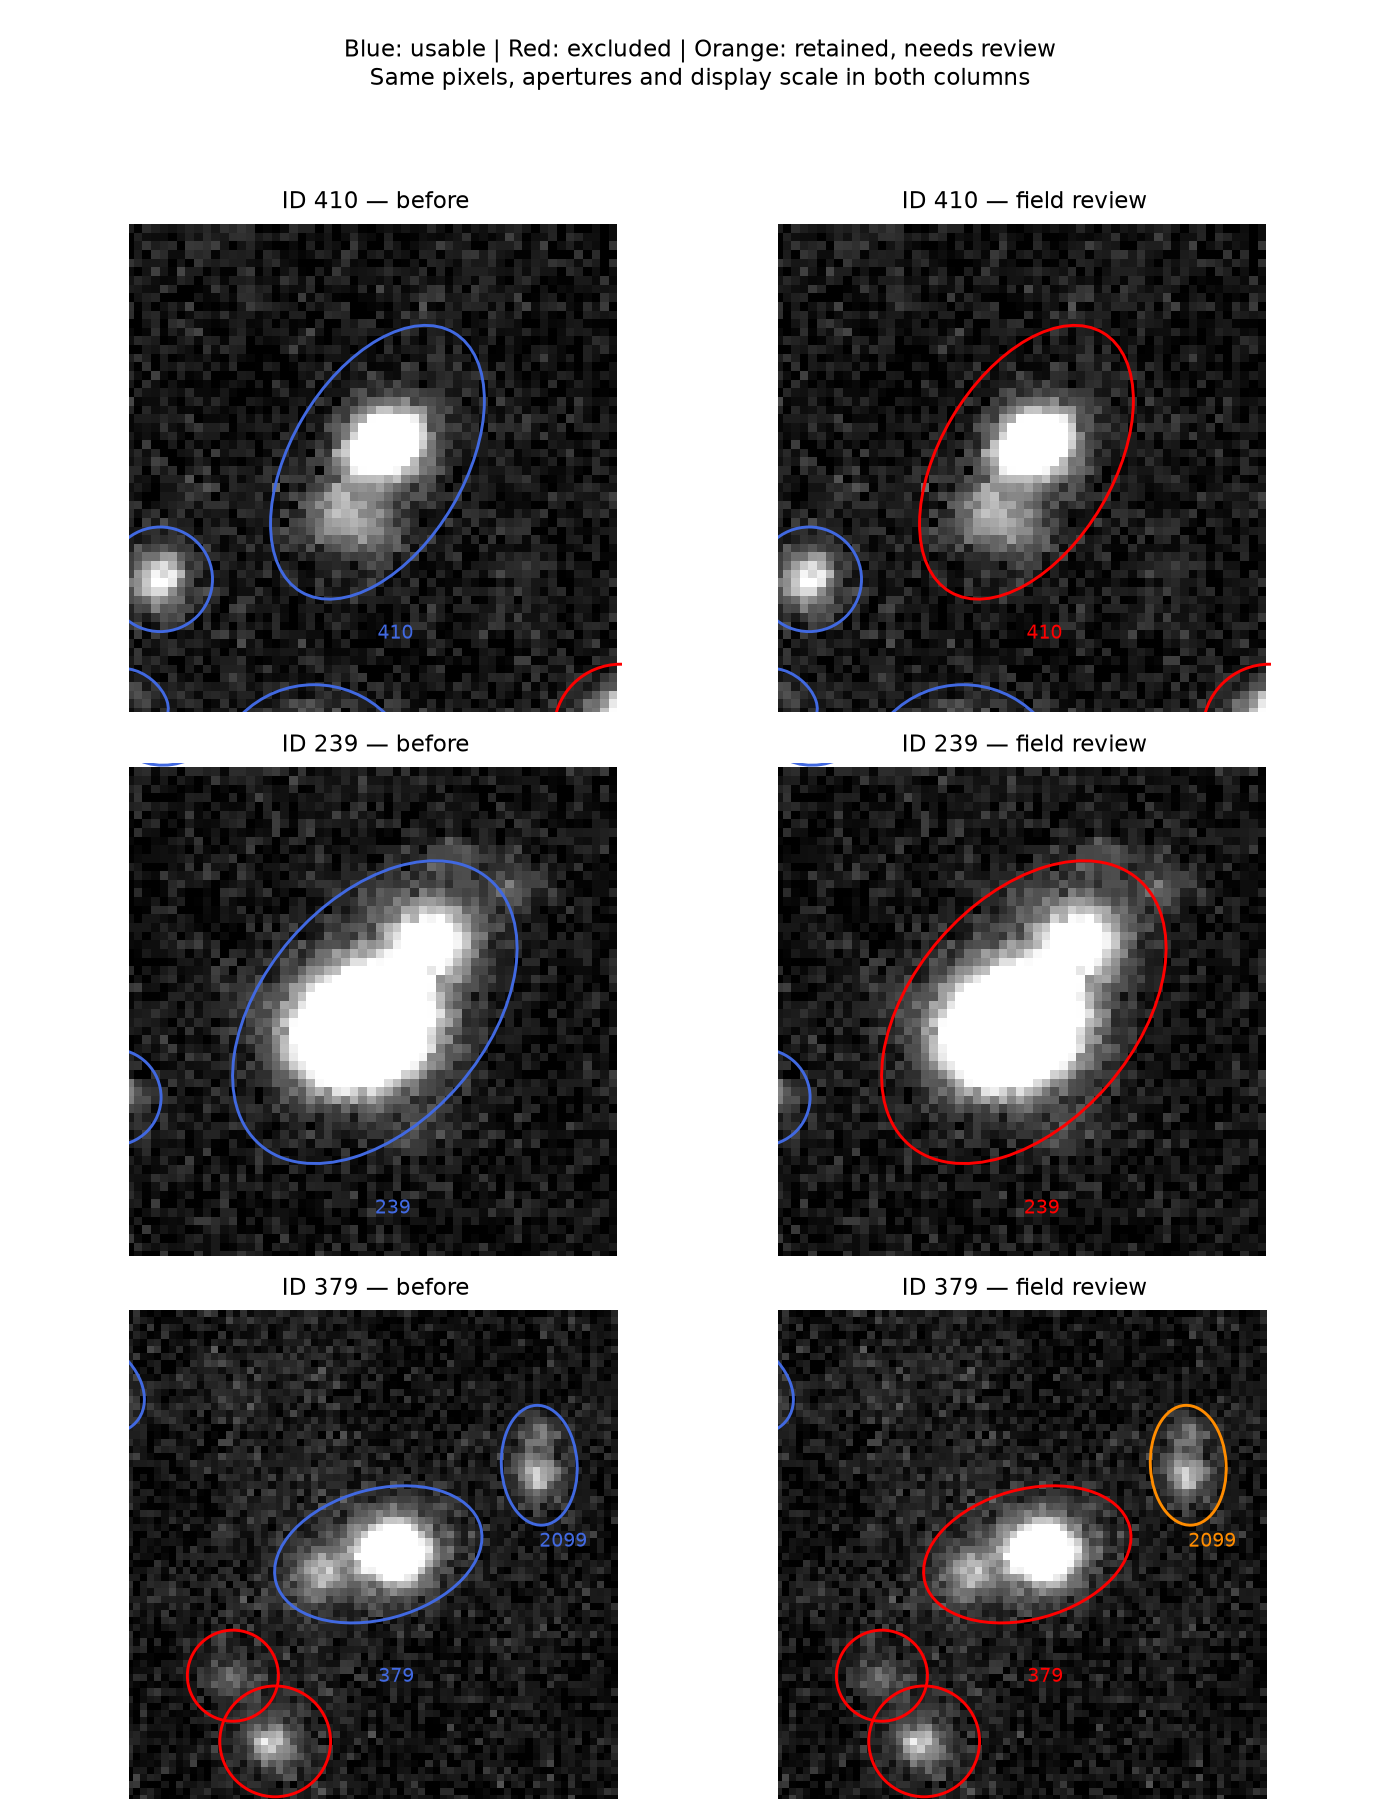 Blue: usable | Red: excluded | Orange: retained, needs review
Same pixels, apertures and display scale in both columns
ID 410 — before
ID 410 — field review
410
410
ID 239 — before
ID 239 — field review
239
239
ID 379 — before
ID 379 — field review
2099
2099
379
379